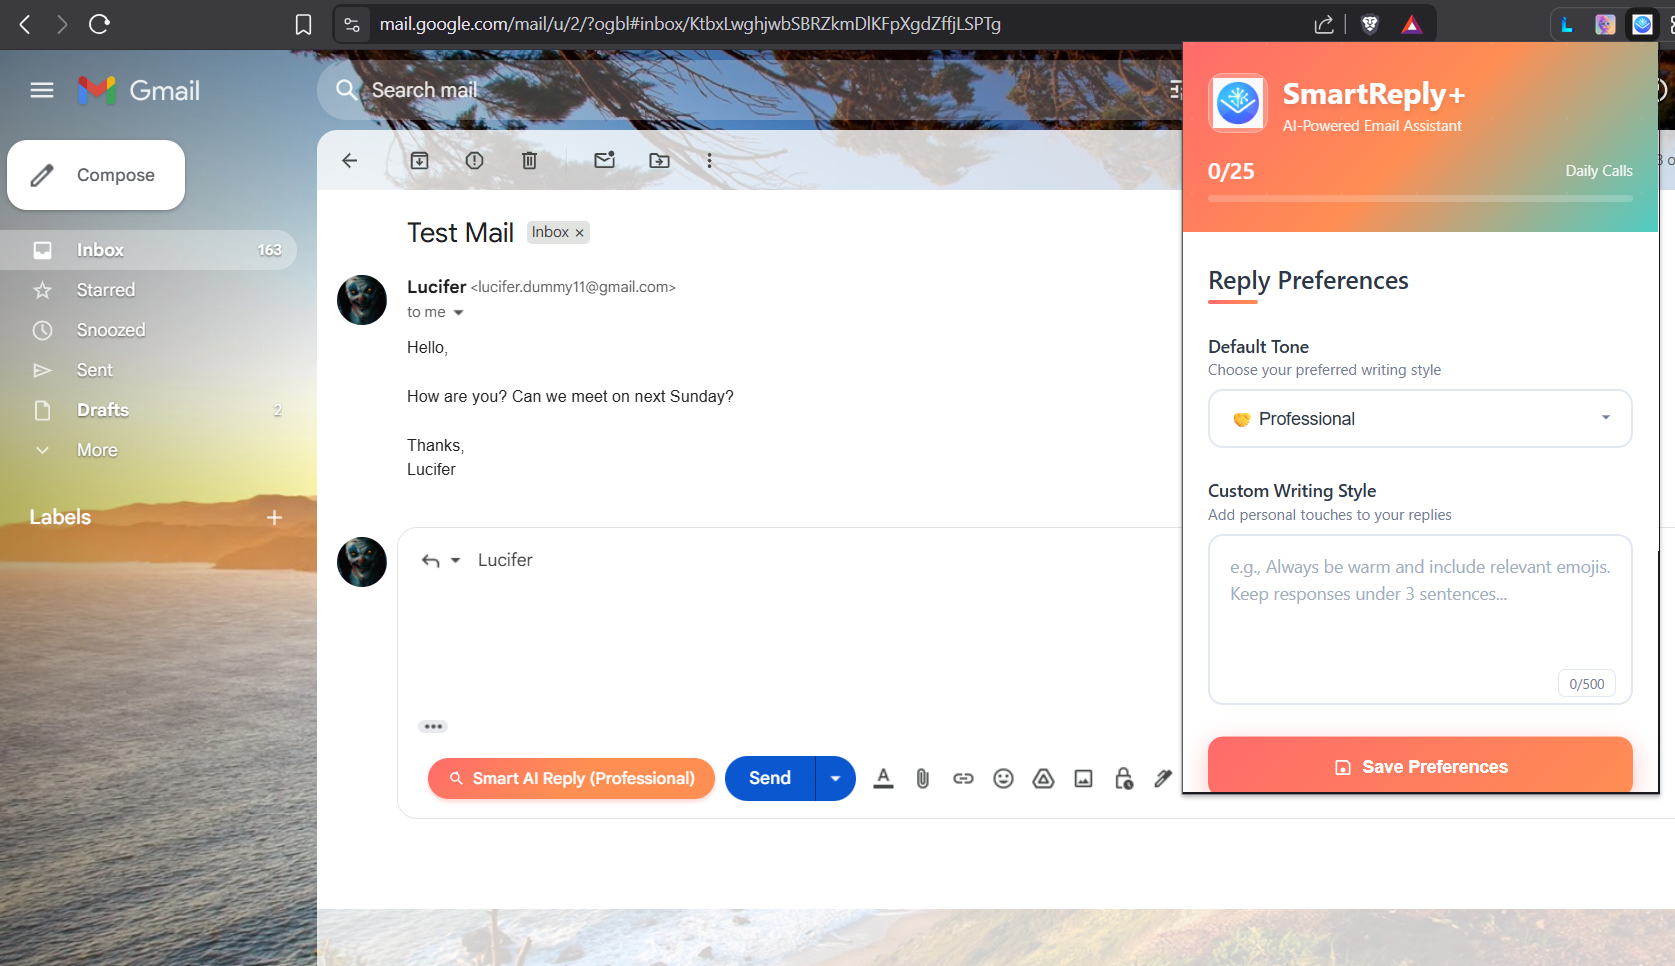 mail.google.com/mail/u/2/?ogbl#inbox/KtbxLwghjwbSBRZkmDlKFpXgdZffjLSPTg
Gmail
Search mail
Compose
Inbox 163
Starred
Snoozed
Sent
Drafts 2
More
Labels
Test Mail Inbox ×
Lucifer <lucifer.dummy11@gmail.com>
to me
Hello,
How are you? Can we meet on next Sunday?
Thanks,
Lucifer
Lucifer
Smart AI Reply (Professional) Send
SmartReply+
AI-Powered Email Assistant
0/25 Daily Calls
Reply Preferences
Default Tone
Choose your preferred writing style
Professional
Custom Writing Style
Add personal touches to your replies
e.g., Always be warm and include relevant emojis.
Keep responses under 3 sentences...
0/500
Save Preferences